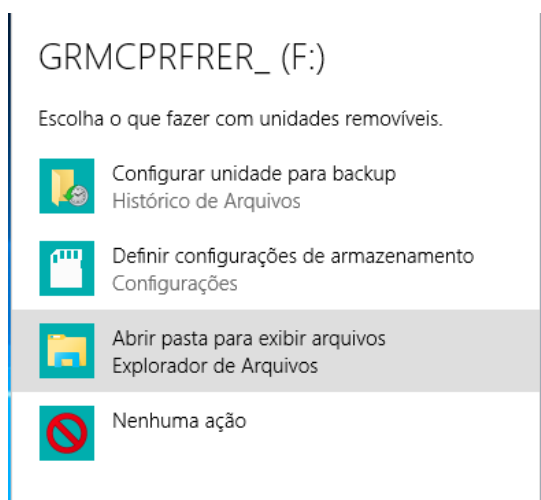 GRMCPRFRER_ (F:)
Escolha o que fazer com unidades removíveis.
Configurar unidade para backup
Histórico de Arquivos
Definir configurações de armazenamento
Configurações
Abrir pasta para exibir arquivos
Explorador de Arquivos
Nenhuma ação